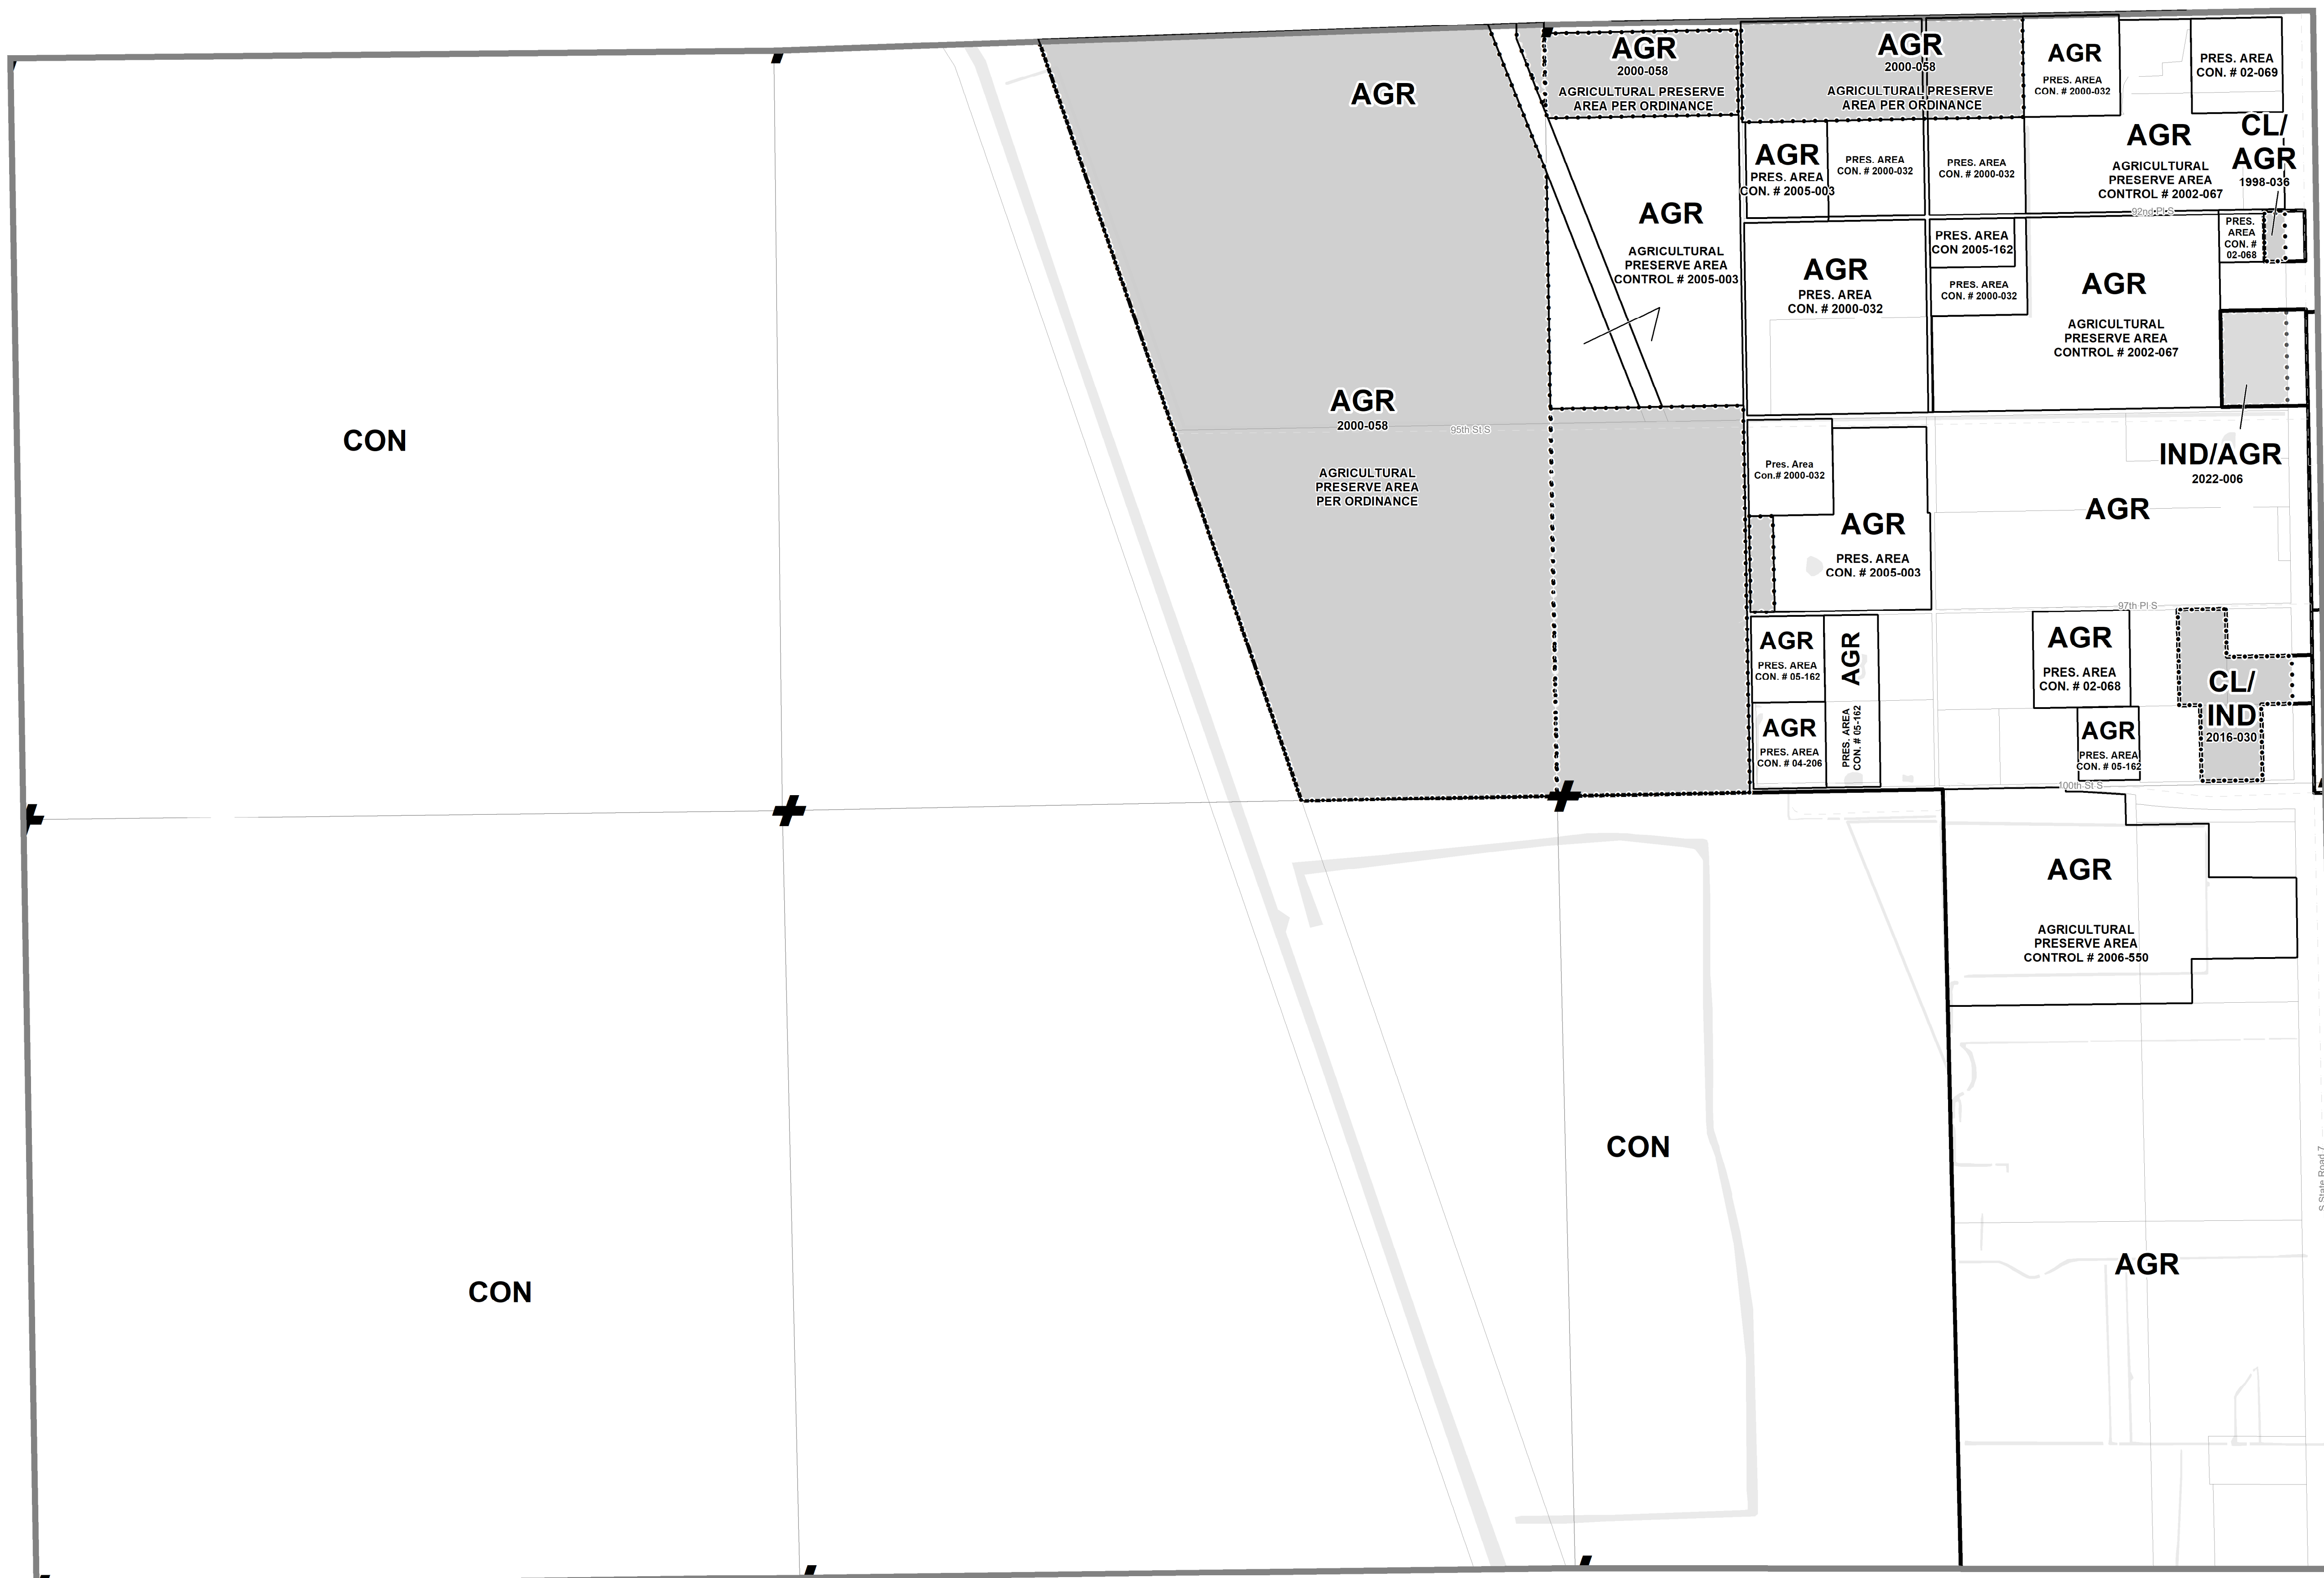 AGR
AGR
2000-058
AGRICULTURAL PRESERVE
AREA PER ORDINANCE
AGR
2000-058
AGRICULTURAL PRESERVE
AREA PER ORDINANCE
AGR
PRES. AREA
CON. # 2000-032
PRES. AREA
CON. # 02-069
AGR
PRES. AREA
CON. # 2005-003
PRES. AREA
CON. # 2000-032
PRES. AREA
CON. # 2000-032
AGR
AGRICULTURAL
PRESERVE AREA
CONTROL # 2002-067
CL/
AGR
1998-036
92nd Pl S
AGR
AGRICULTURAL
PRESERVE AREA
CONTROL # 2005-003
AGR
PRES. AREA
CON. # 2000-032
PRES. AREA
CON 2005-162
PRES. AREA
CON. # 2000-032
AGR
AGRICULTURAL
PRESERVE AREA
CONTROL # 2002-067
PRES.
AREA
CON. #
02-068
CON
AGR
2000-058
95th St S
AGRICULTURAL
PRESERVE AREA
PER ORDINANCE
Pres. Area
Con.# 2000-032
AGR
PRES. AREA
CON. # 2005-003
IND/AGR
2022-006
AGR
97th Pl S
AGR
PRES. AREA
CON. # 05-162
AGR
PRES. AREA
CON. # 05-162
AGR
PRES. AREA
CON. # 04-206
AGR
PRES. AREA
CON. # 02-068
AGR
PRES. AREA
CON. # 05-162
CL/
IND
2016-030
100th St S
AGR
AGRICULTURAL
PRESERVE AREA
CONTROL # 2006-550
CON
CON
AGR
S State Road 7